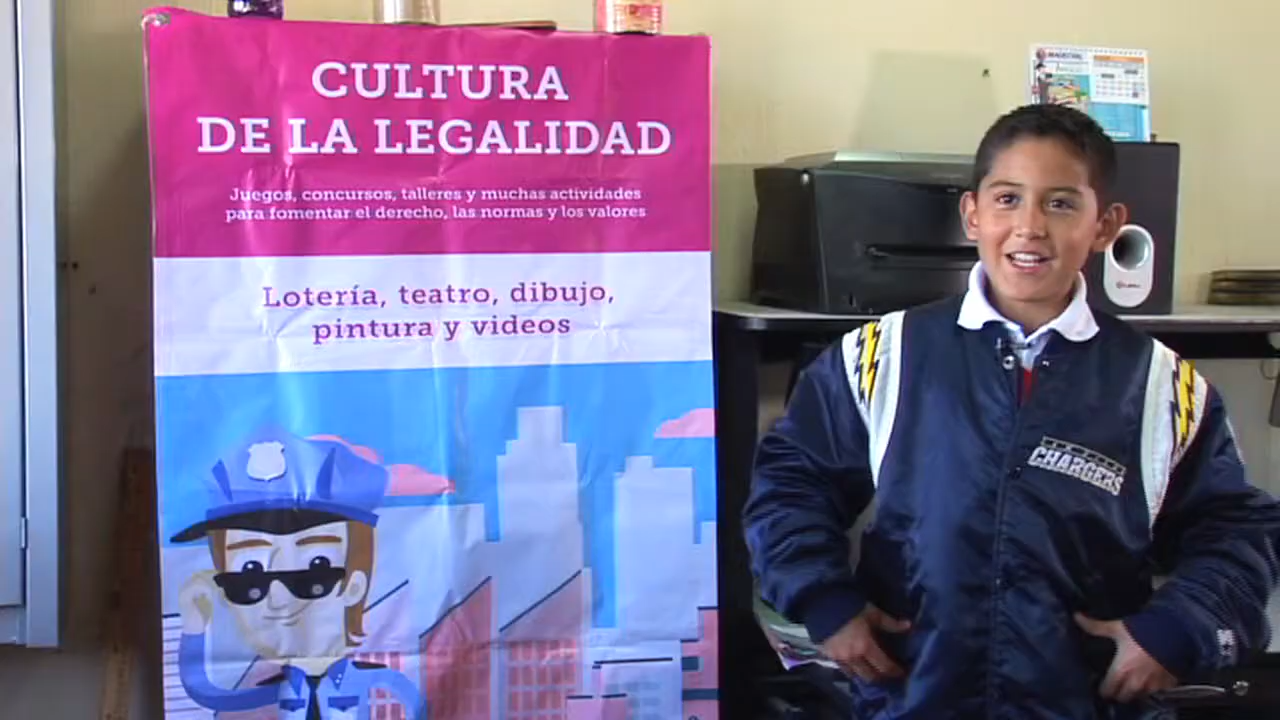 CULTURA
DE LA LEGALIDAD
Juegos, concursos, talleres y muchas actividades
para fomentar el derecho, las normas y los valores
Lotería, teatro, dibujo,
pintura y videos
CHARGERS